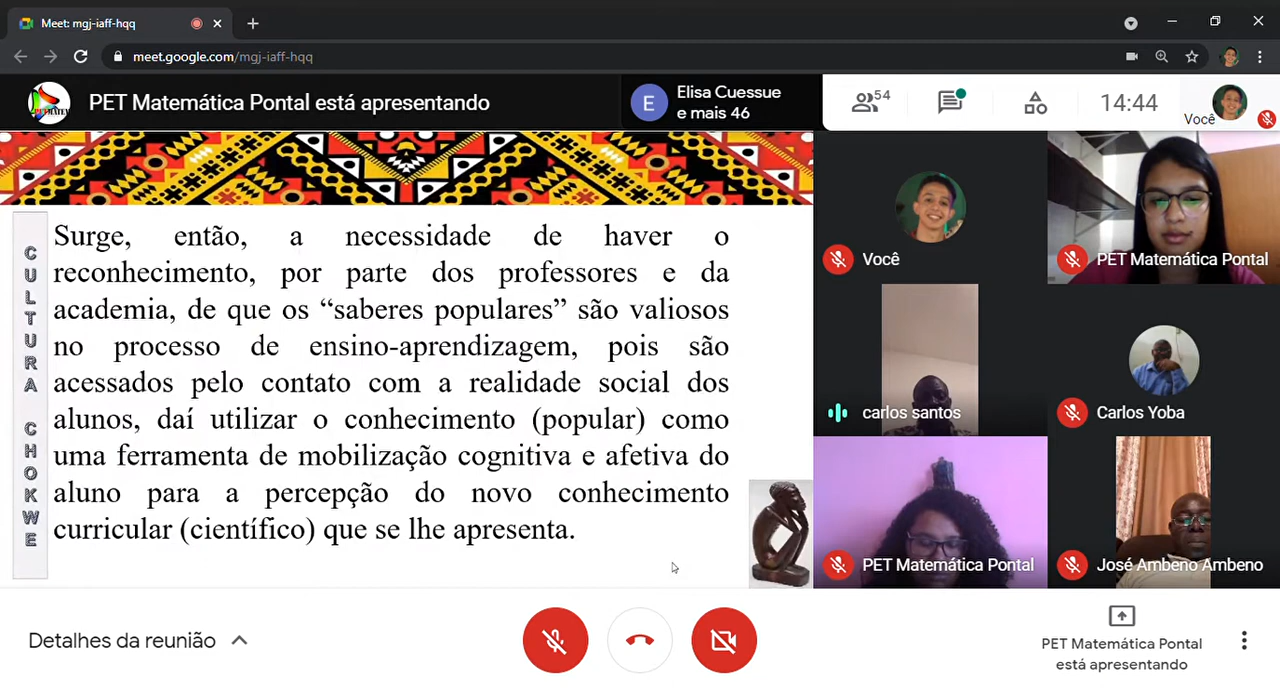 Meet: mgj-iaff-hqq
meet.google.com/mgj-iaff-hqq
PET Matemática Pontal está apresentando
E
Elisa Cuessue
e mais 46
54
14:44
Você
CULTURA CHOKWE
Surge, então, a necessidade de haver o
reconhecimento, por parte dos professores e da
academia, de que os “saberes populares” são valiosos
no processo de ensino-aprendizagem, pois são
acessados pelo contato com a realidade social dos
alunos, daí utilizar o conhecimento (popular) como
uma ferramenta de mobilização cognitiva e afetiva do
aluno para a percepção do novo conhecimento
curricular (científico) que se lhe apresenta.
Você
PET Matemática Pontal
carlos santos
Carlos Yoba
PET Matemática Pontal
José Ambeno Ambeno
Detalhes da reunião
PET Matemática Pontal
está apresentando